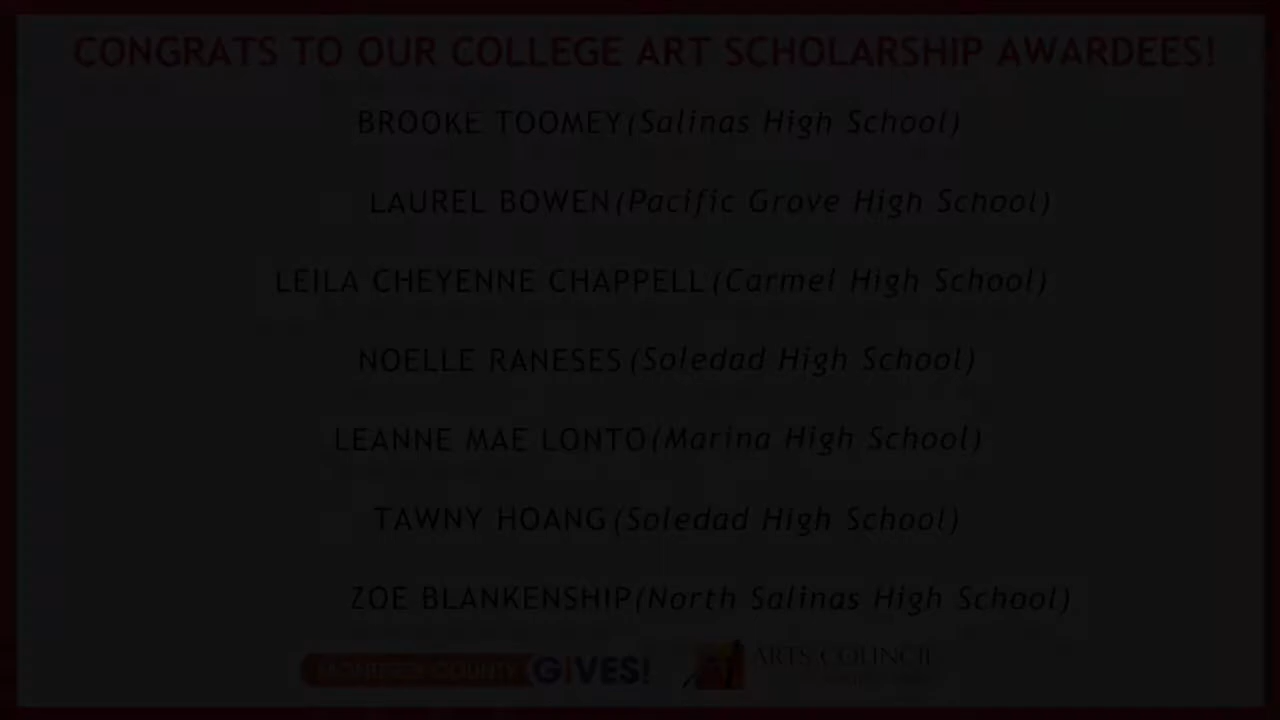 CONGRATS TO OUR COLLEGE ART SCHOLARSHIP AWARDEES!
BROOKE TOOMEY (Salinas High School)
LAUREL BOWEN (Pacific Grove High School)
LEILA CHEYENNE CHAPPELL (Carmel High School)
NOELLE RANESES (Soledad High School)
LEANNE MAE LONTO (Marina High School)
TAWNY HOANG (Soledad High School)
ZOE BLANKENSHIP (North Salinas High School)
MONTEREY COUNTY GIVES!
ARTS COUNCIL